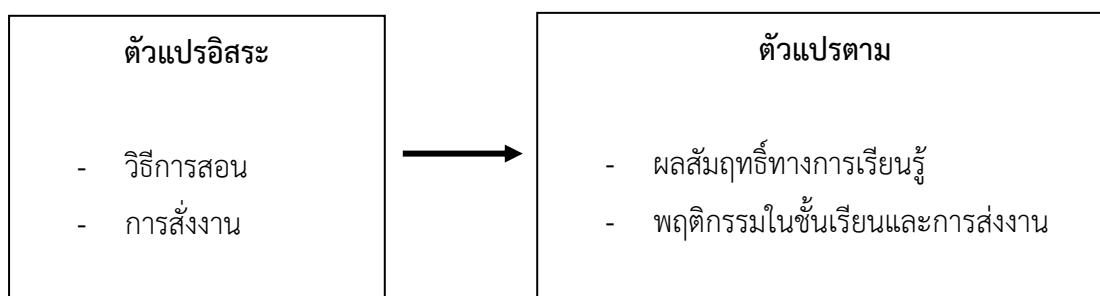 ตัวแปรอิสระ
- วิธีการสอน
- การสั่งงาน
ตัวแปรตาม
- ผลสัมฤทธิ์ทางการเรียนรู้
- พฤติกรรมในชั้นเรียนและการส่งงาน